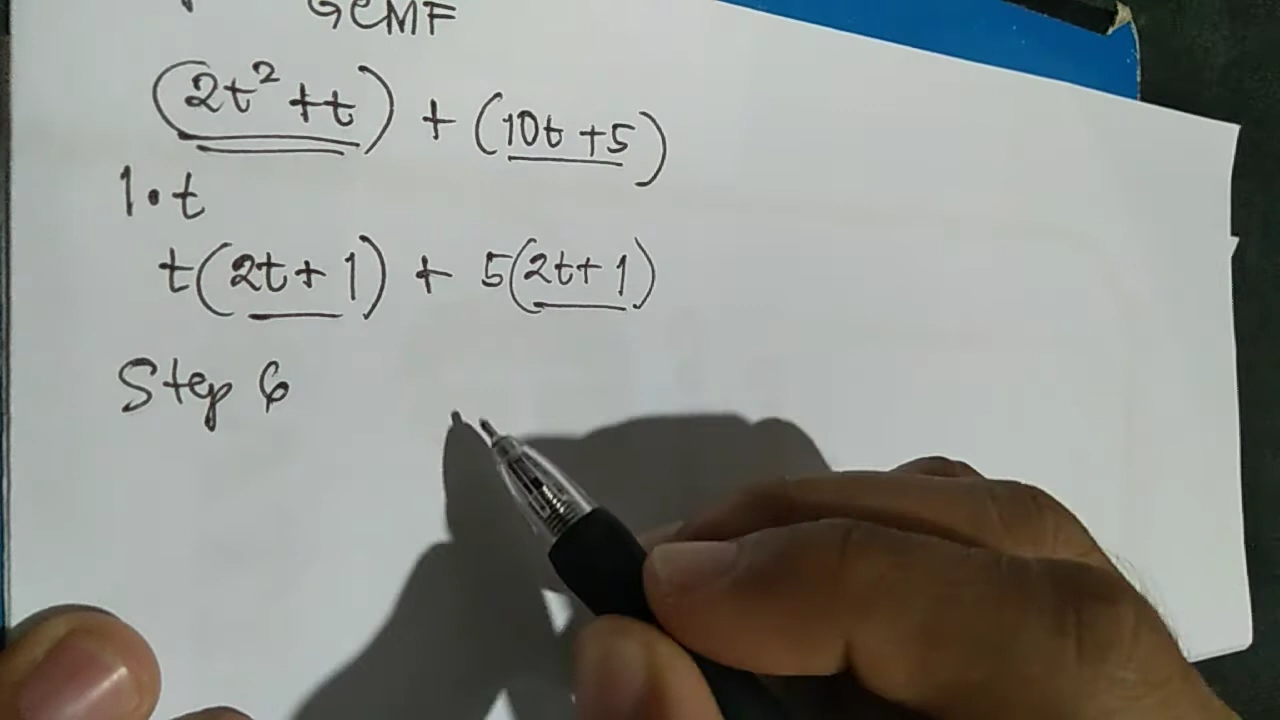 GCMF
(2t² + t) + (10t + 5)
1•t
t(2t + 1) + 5(2t + 1)
Step 6